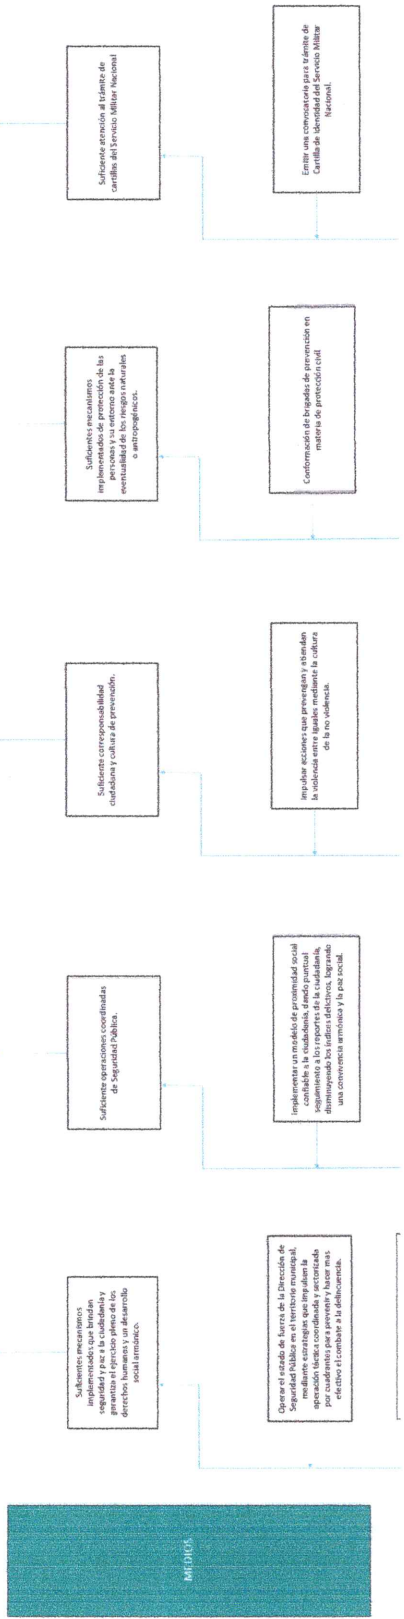 MEDIOS
Suficientes mecanismos
implementados que brindan
seguridad y paz a la ciudadanía y
garantiza el ejercicio pleno de los
derechos humanos y un desarrollo
social armónico.
Suficiente operaciones coordinadas
de Seguridad Pública.
Suficiente corresponsabilidad
ciudadana y cultura de prevención.
Suficientes mecanismos
implementados de protección de las
personas y su entorno ante la
eventualidad de los riesgos naturales
o antropogénicos.
Suficiente atención al trámite de
cartillas del Servicio Militar Nacional
Operar el estado de fuerza de la Dirección de
Seguridad Pública en el territorio municipal,
mediante estrategias que impulsen la
operación táctica coordinada y sectorizada
por cuadrantes para prevenir y hacer mas
efectivo el combate a la delincuencia.
Implementar un modelo de proximidad social
confiable a la ciudadanía, dando puntual
seguimiento a los reportes de la ciudadanía,
disminuyendo los índices delictivos, logrando
una convivencia armónica y la paz social.
Impulsar acciones que prevengan y atiendan
la violencia entre iguales mediante la cultura
de la no violencia.
Conformación de brigadas de prevención en
materia de protección civil
Emitir una convocatoria para trámite de
Cartilla de Identidad del Servicio Militar
Nacional.